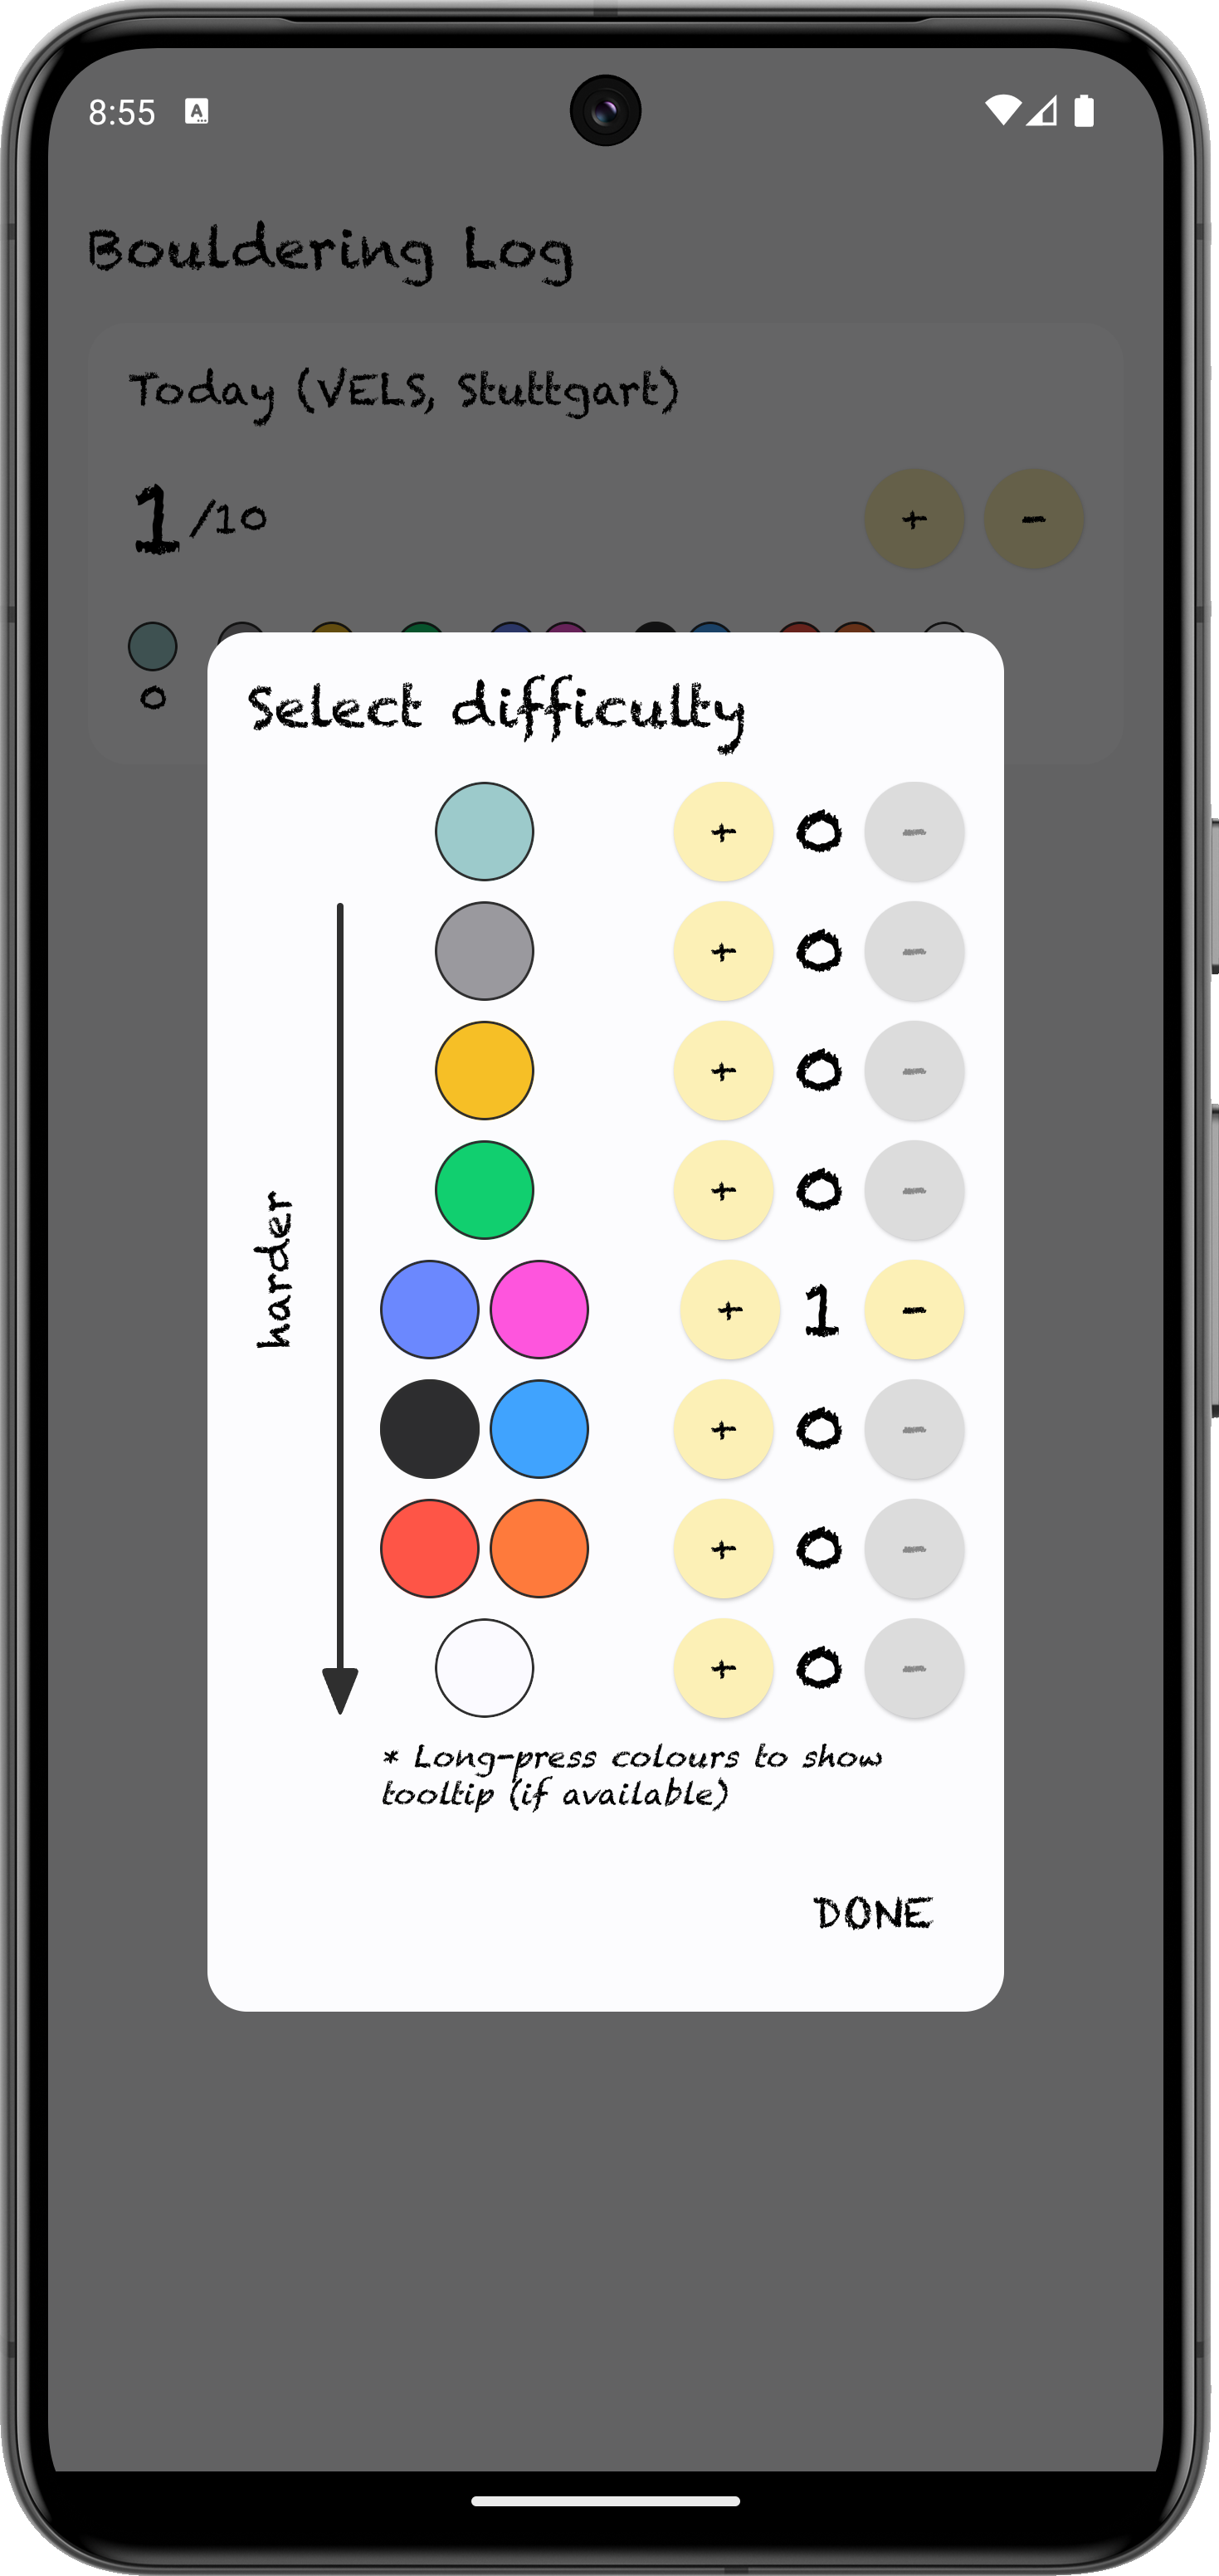 8:55
Bouldering Log
Today (VELS, Stuttgart)
1/10
+ -
0
Select difficulty
+ 0 -
+ 0 -
+ 0 -
+ 0 -
harder
+ 1 -
+ 0 -
+ 0 -
+ 0 -
* Long-press colours to show
tooltip (if available)
DONE